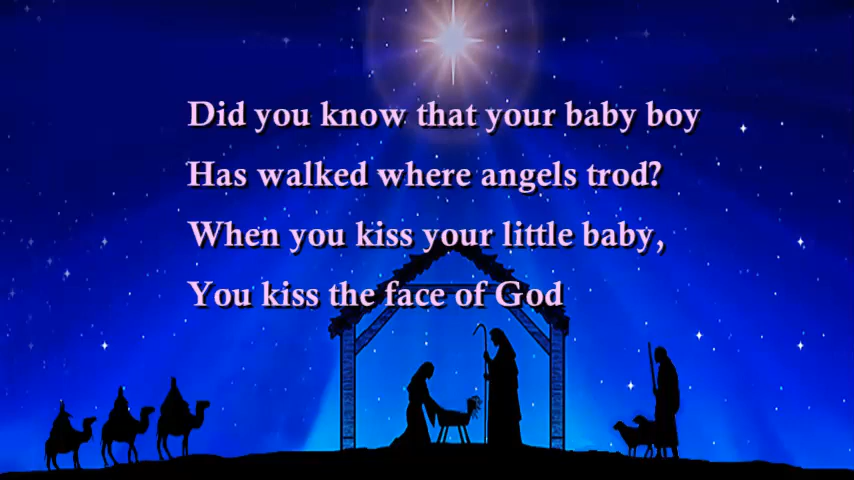 Did you know that your baby boy
Has walked where angels trod?
When you kiss your little baby,
You kiss the face of God